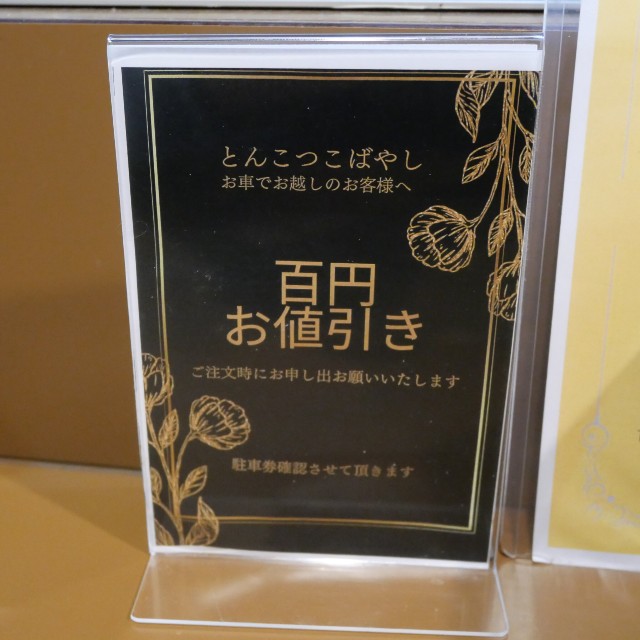 とんこつこばやし
お車でお越しのお客様へ
百円
お値引き
ご注文時にお申し出お願いいたします
駐車券確認させて頂きます